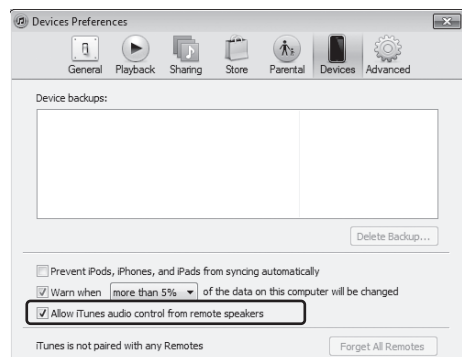 Devices Preferences
General Playback Sharing Store Parental Devices Advanced
Device backups:
Delete Backup...
Prevent iPods, iPhones, and iPads from syncing automatically
Warn when more than 5% of the data on this computer will be changed
Allow iTunes audio control from remote speakers
iTunes is not paired with any Remotes
Forget All Remotes